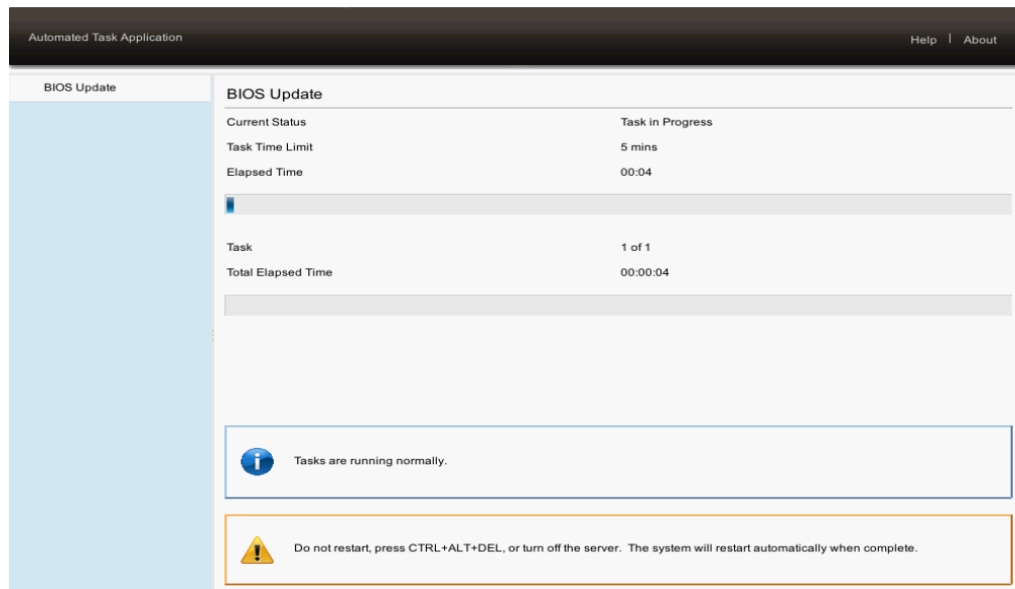 Automated Task Application
Help | About
BIOS Update
BIOS Update
Current Status Task in Progress
Task Time Limit 5 mins
Elapsed Time 00:04
Task 1 of 1
Total Elapsed Time 00:00:04
Tasks are running normally.
Do not restart, press CTRL+ALT+DEL, or turn off the server. The system will restart automatically when complete.